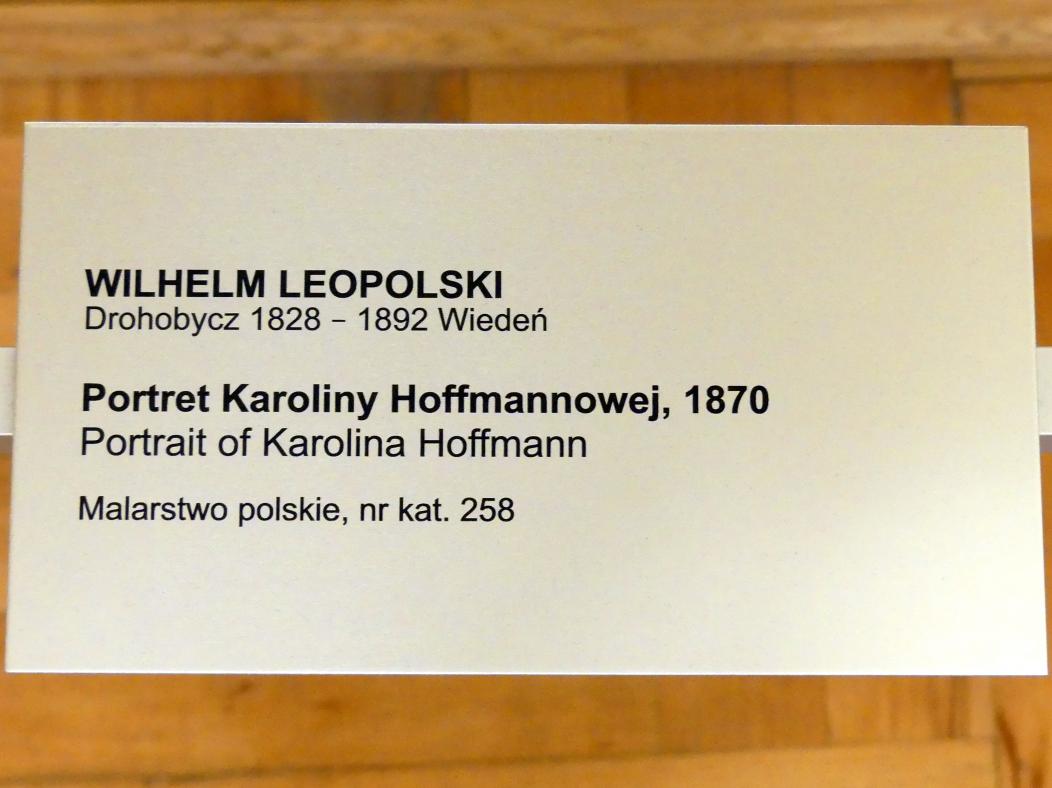 WILHELM LEOPOLSKI
Drohobycz 1828 – 1892 Wiedeń
Portret Karoliny Hoffmannowej, 1870
Portrait of Karolina Hoffmann
Malarstwo polskie, nr kat. 258